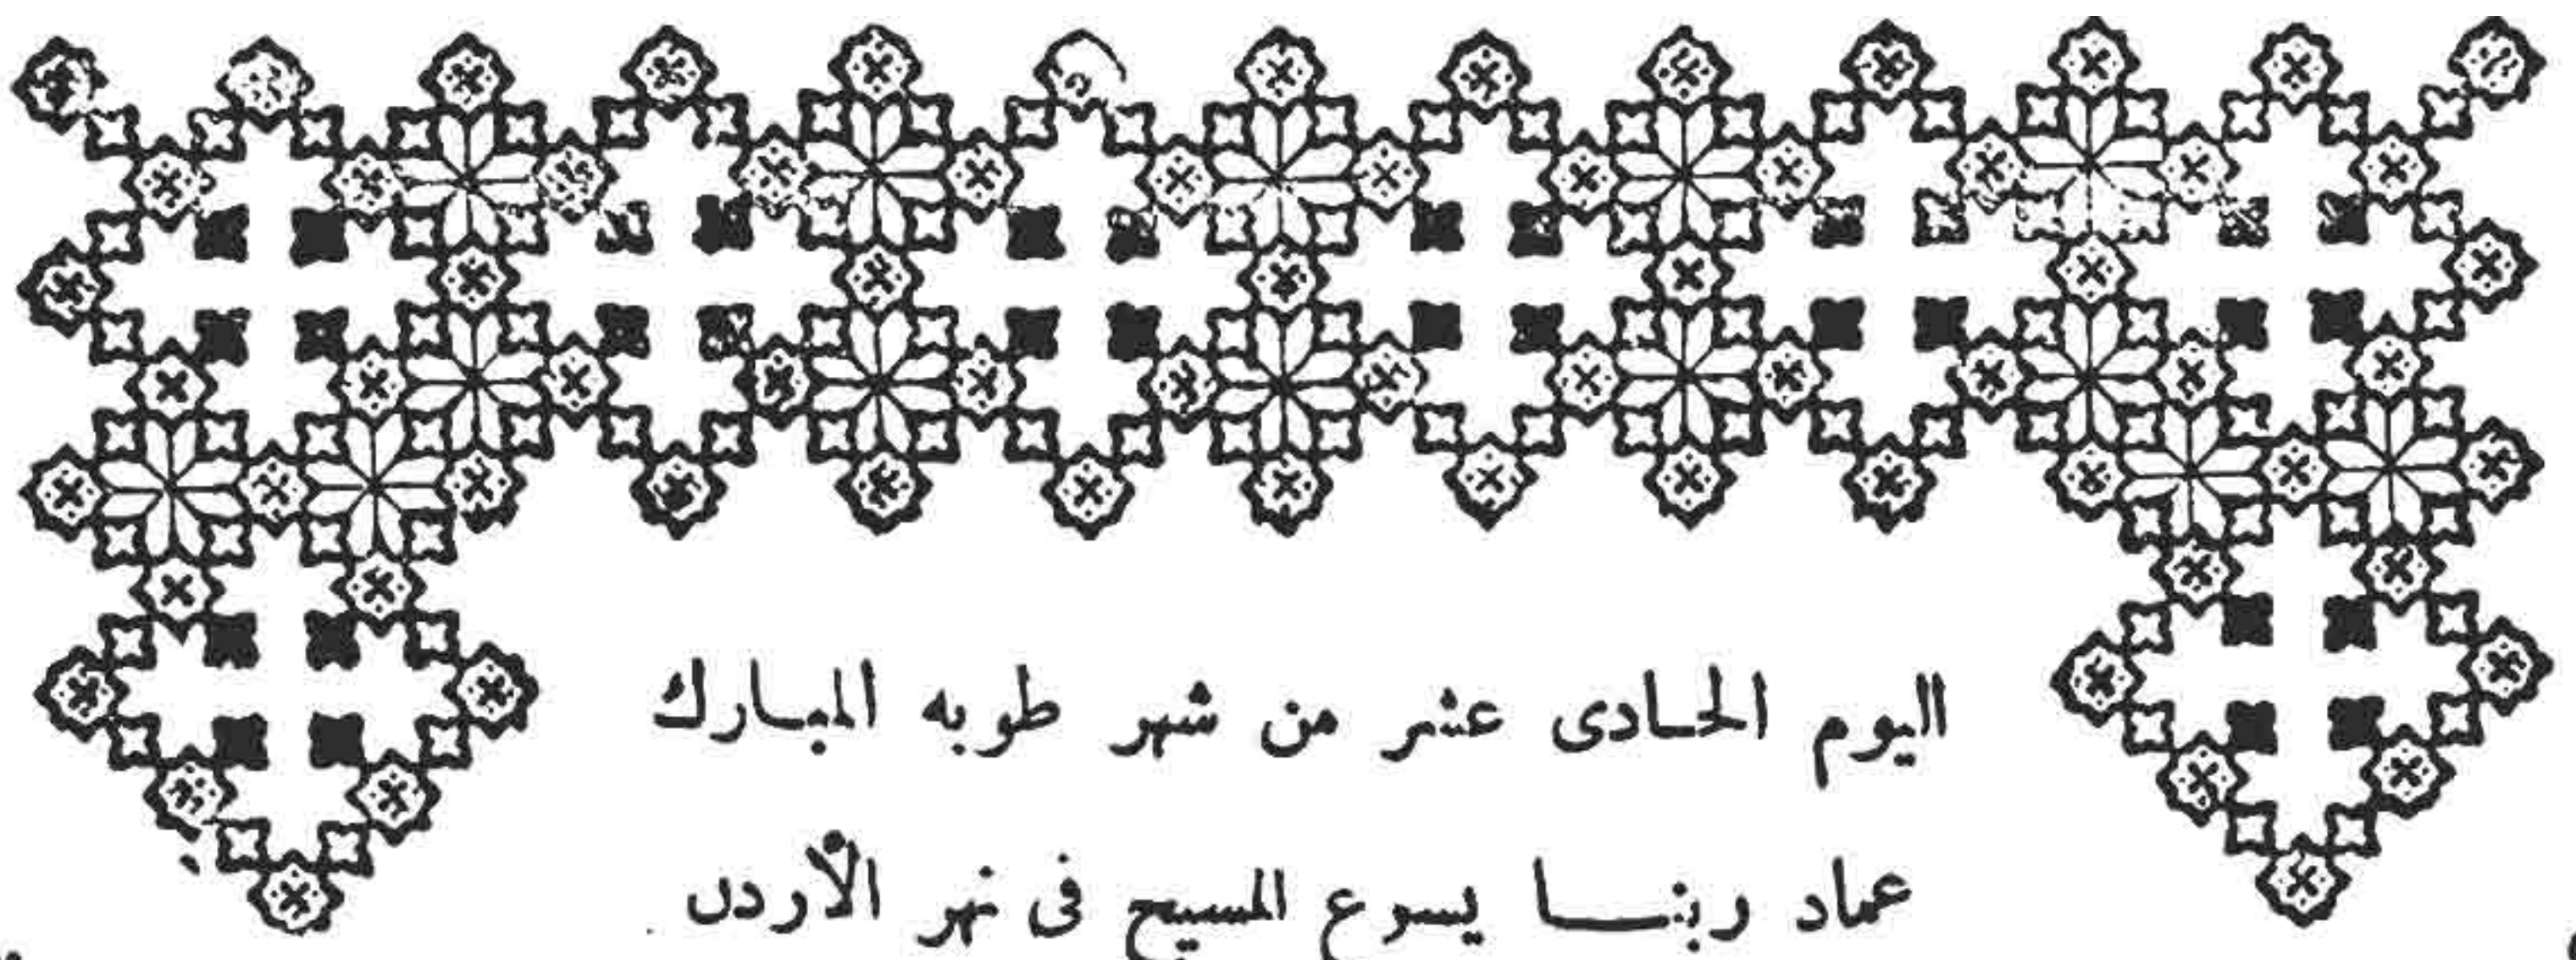 اليوم الحادى عشر من شهر طوبه المبارك
عماد ربنا يسوع المسيح فى نهر الأردن